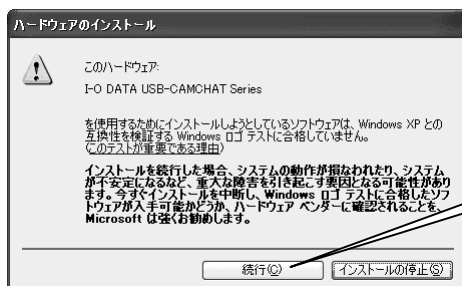 ハードウェアのインストール
このハードウェア:
I-O DATA USB-CAMCHAT Series
を使用するためにインストールしようとしているソフトウェアは、Windows XP との
互換性を検証する Windows ロゴ テストに合格していません。
(このテストが重要である理由)
インストールを続行した場合、システムの動作が損なわれたり、システム
が不安定になるなど、重大な障害を引き起こす要因となる可能性があり
ます。今すぐインストールを中断し、Windows ロゴ テストに合格したソフ
トウェアが入手可能かどうか、ハードウェア ベンダーに確認されることを、
Microsoft は強くお勧めします。
続行(C)
インストールの停止(S)